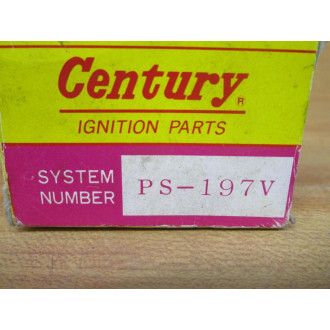 Century®
IGNITION PARTS
SYSTEM
NUMBER
PS-197V